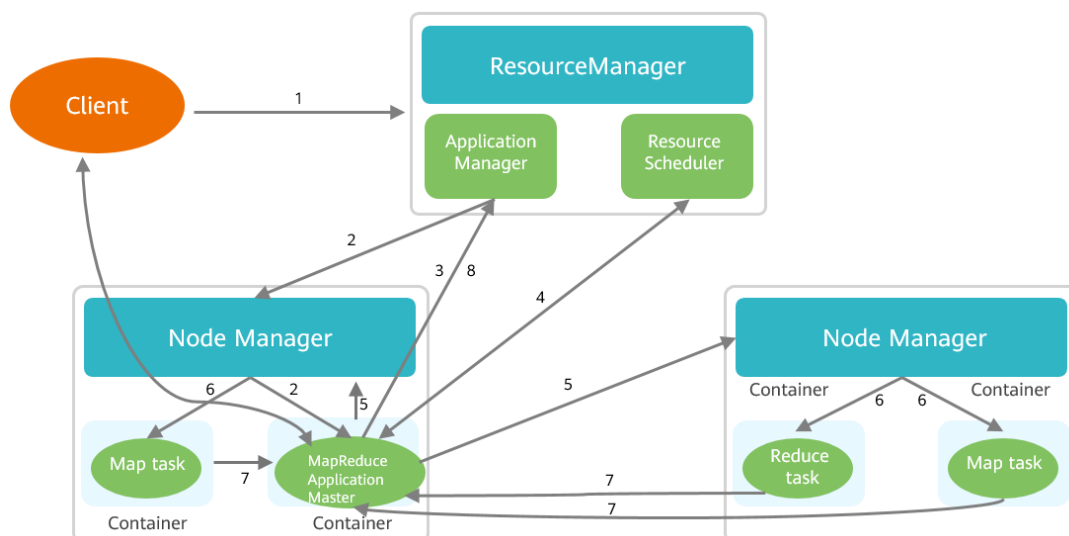 ResourceManager
Client
1
Application
Manager
Resource
Scheduler
2
3
8
4
Node Manager
Node Manager
6
2
5
5
Container
Container
6
6
Map task
MapReduce
Application
Master
Reduce
task
Map task
7
7
7
Container
Container